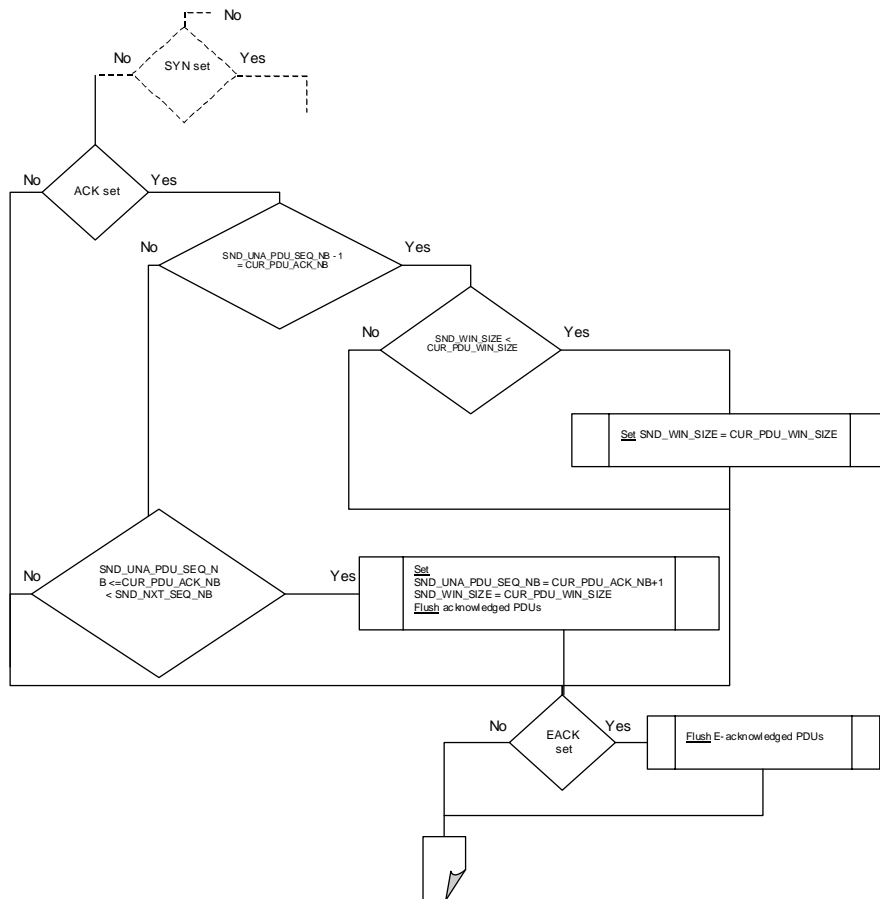 No
No
Yes
SYN set
No
Yes
ACK set
No
Yes
SND_UNA_PDU_SEQ_NB - 1
= CUR_PDU_ACK_NB
No
Yes
SND_WIN_SIZE <
CUR_PDU_WIN_SIZE
Set SND_WIN_SIZE = CUR_PDU_WIN_SIZE
No
Yes
SND_UNA_PDU_SEQ_N
B <=CUR_PDU_ACK_NB
< SND_NXT_SEQ_NB
Set
SND_UNA_PDU_SEQ_NB = CUR_PDU_ACK_NB+1
SND_WIN_SIZE = CUR_PDU_WIN_SIZE
Flush acknowledged PDUs
No
Yes
EACK
set
Flush E-acknowledged PDUs